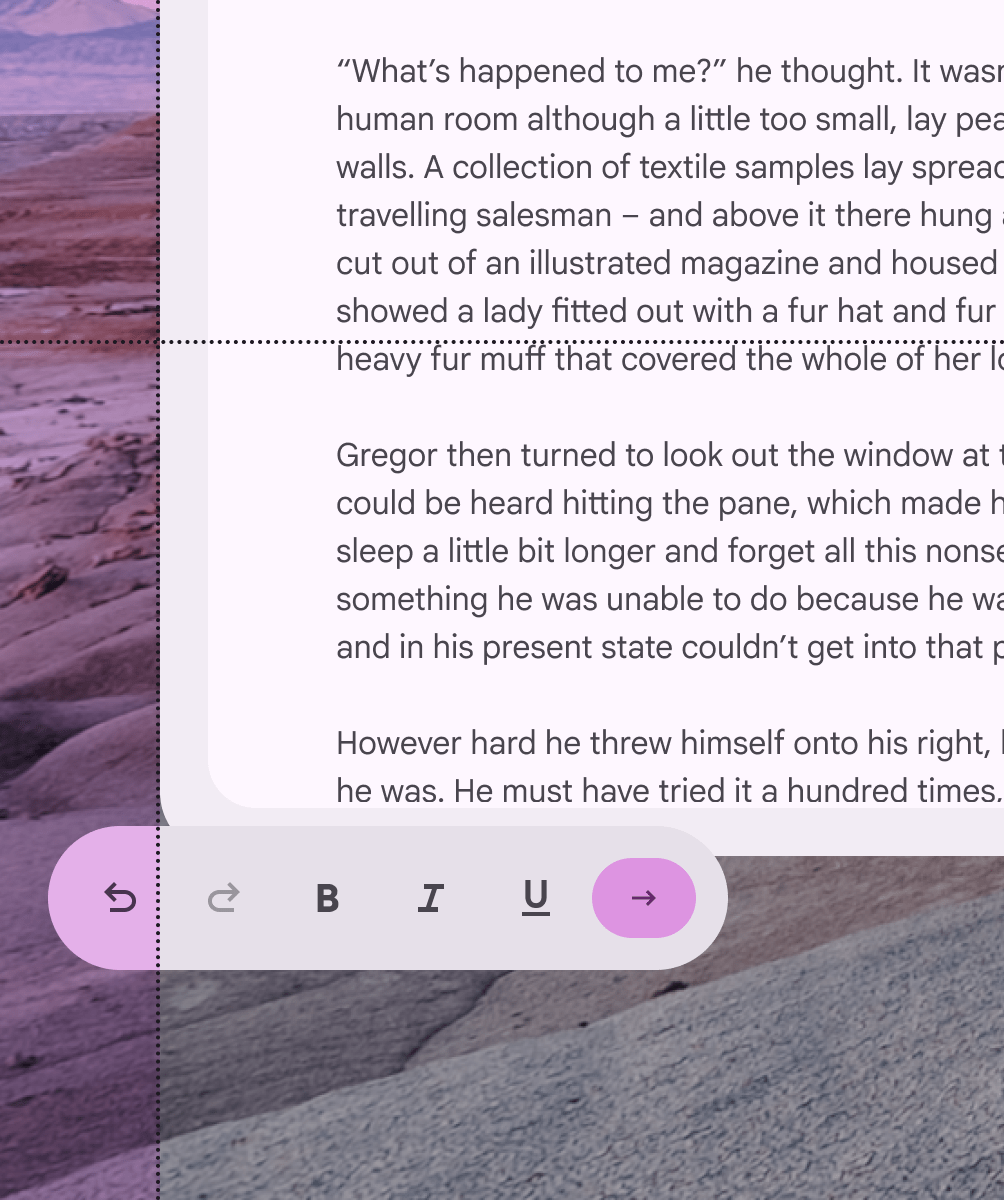 “What’s happened to me?” he thought. It
human room although a little too small, lay
walls. A collection of textile samples lay
travelling salesman – and above it there hung
cut out of an illustrated magazine and housed
showed a lady fitted out with a fur hat and fur
heavy fur muff that covered the whole of her
Gregor then turned to look out the window at
could be heard hitting the pane, which made
sleep a little bit longer and forget all this
something he was unable to do because he
and in his present state couldn’t get into that
However hard he threw himself onto his right,
he was. He must have tried it a hundred times,
B I U